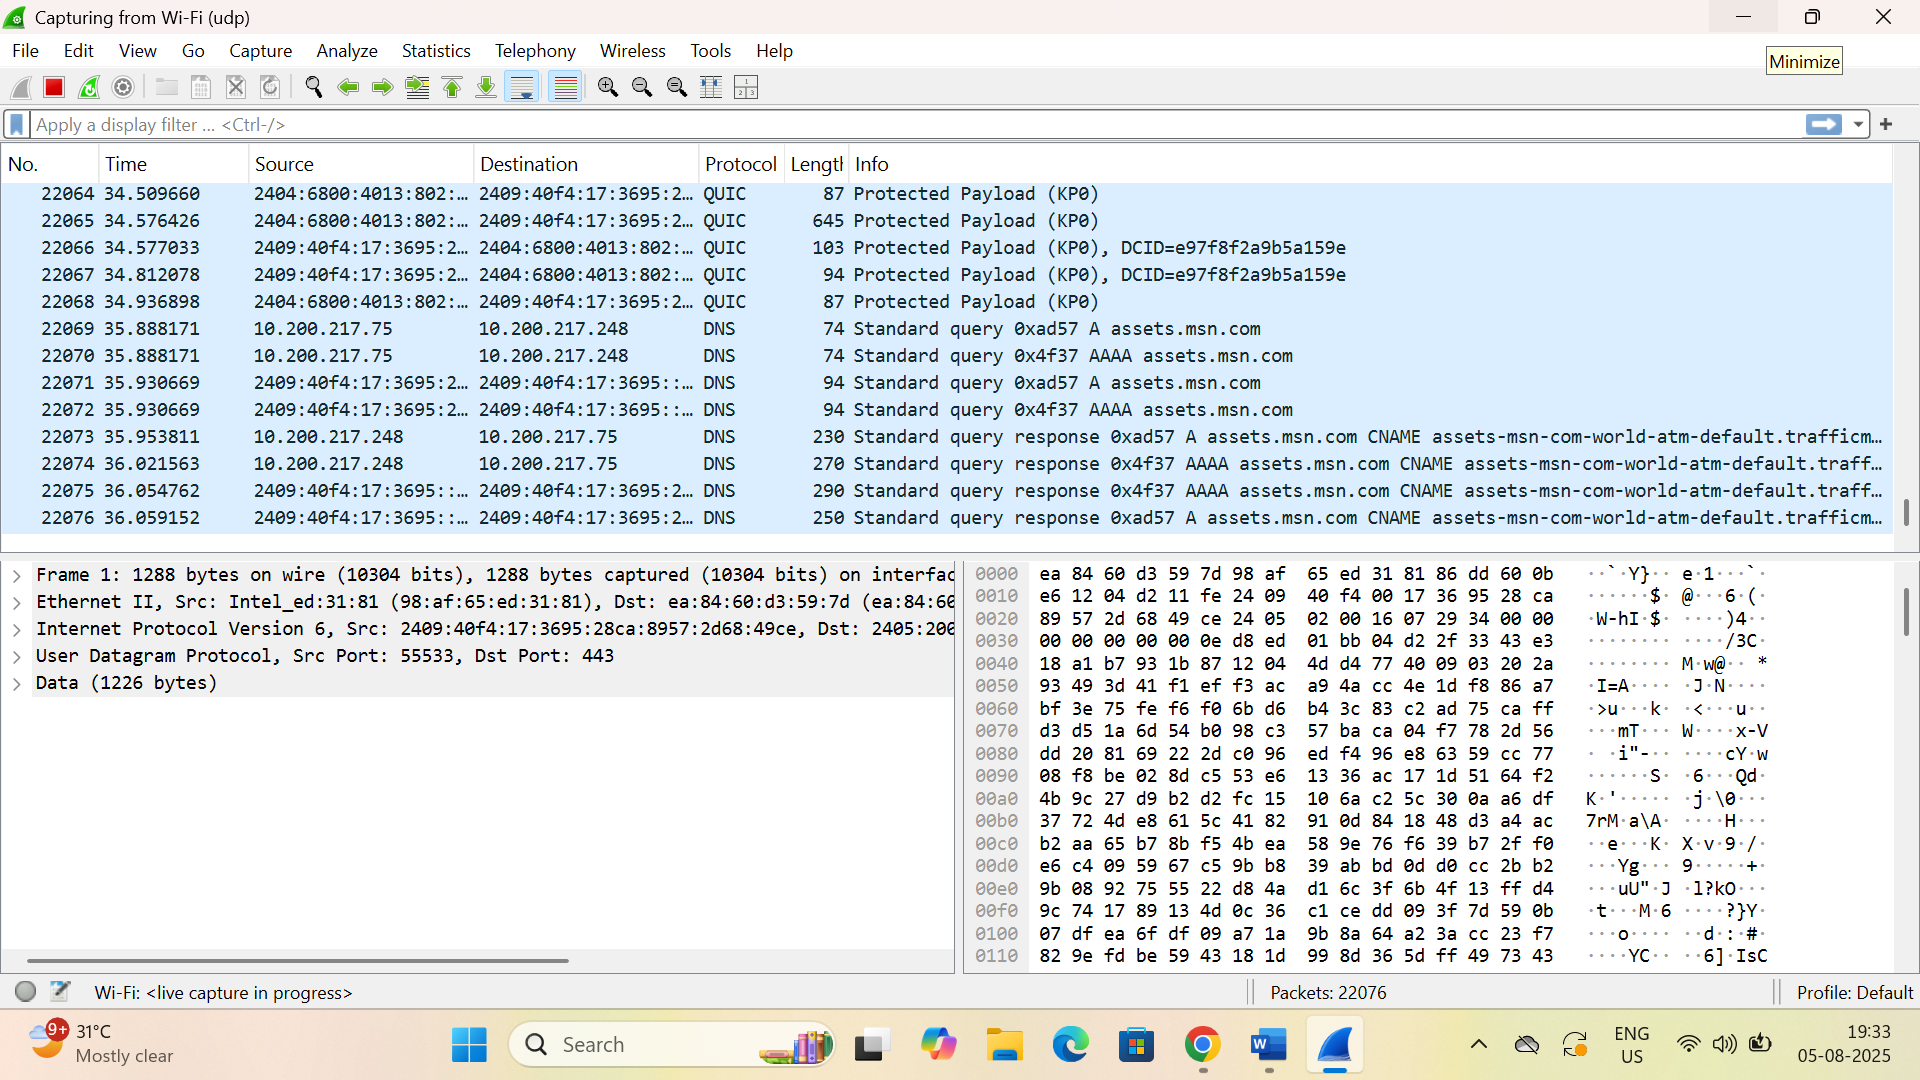 Capturing from Wi-Fi (udp)
File Edit View Go Capture Analyze Statistics Telephony Wireless Tools Help
Minimize
Apply a display filter ... <Ctrl-/>
No. Time Source Destination Protocol Length Info
22064 34.509660 2404:6800:4013:802:... 2409:40f4:17:3695:2... QUIC 87 Protected Payload (KP0)
22065 34.576426 2404:6800:4013:802:... 2409:40f4:17:3695:2... QUIC 645 Protected Payload (KP0)
22066 34.577033 2409:40f4:17:3695:2... 2404:6800:4013:802:... QUIC 103 Protected Payload (KP0), DCID=e97f8f2a9b5a159e
22067 34.812078 2409:40f4:17:3695:2... 2404:6800:4013:802:... QUIC 94 Protected Payload (KP0), DCID=e97f8f2a9b5a159e
22068 34.936898 2404:6800:4013:802:... 2409:40f4:17:3695:2... QUIC 87 Protected Payload (KP0)
22069 35.888171 10.200.217.75 10.200.217.248 DNS 74 Standard query 0xad57 A assets.msn.com
22070 35.888171 10.200.217.75 10.200.217.248 DNS 74 Standard query 0x4f37 AAAA assets.msn.com
22071 35.930669 2409:40f4:17:3695:2... 2409:40f4:17:3695::... DNS 94 Standard query 0xad57 A assets.msn.com
22072 35.930669 2409:40f4:17:3695:2... 2409:40f4:17:3695::... DNS 94 Standard query 0x4f37 AAAA assets.msn.com
22073 35.953811 10.200.217.248 10.200.217.75 DNS 230 Standard query response 0xad57 A assets.msn.com CNAME assets-msn-com-world-atm-default.trafficm...
22074 36.021563 10.200.217.248 10.200.217.75 DNS 270 Standard query response 0x4f37 AAAA assets.msn.com CNAME assets-msn-com-world-atm-default.traff...
22075 36.054762 2409:40f4:17:3695::... 2409:40f4:17:3695:2... DNS 290 Standard query response 0x4f37 AAAA assets.msn.com CNAME assets-msn-com-world-atm-default.traff...
22076 36.059152 2409:40f4:17:3695::... 2409:40f4:17:3695:2... DNS 250 Standard query response 0xad57 A assets.msn.com CNAME assets-msn-com-world-atm-default.trafficm...
Frame 1: 1288 bytes on wire (10304 bits), 1288 bytes captured (10304 bits) on interfac
Ethernet II, Src: Intel_ed:31:81 (98:af:65:ed:31:81), Dst: ea:84:60:d3:59:7d (ea:84:60
Internet Protocol Version 6, Src: 2409:40f4:17:3695:28ca:8957:2d68:49ce, Dst: 2405:200
User Datagram Protocol, Src Port: 55533, Dst Port: 443
Data (1226 bytes)
0000 ea 84 60 d3 59 7d 98 af 65 ed 31 81 86 dd 60 0b ··`·Y}·· e·1···`·
0010 e6 12 04 d2 11 fe 24 09 40 f4 00 17 36 95 28 ca ······$· @···6·(·
0020 89 57 2d 68 49 ce 24 05 02 00 16 07 29 34 00 00 ·W-hI·$· ····)4··
0030 00 00 00 00 00 0e d8 ed 01 bb 04 d2 2f 33 43 e3 ········ ····/3C·
0040 18 a1 b7 93 1b 87 12 04 4d d4 77 40 09 03 20 2a ········ M·w@·· *
0050 93 49 3d 41 f1 ef f3 ac a9 4a cc 4e 1d f8 86 a7 ·I=A···· ·J·N····
0060 bf 3e 75 fe f6 f0 6b d6 b4 3c 83 c2 ad 75 ca ff ·>u···k· ·<···u··
0070 d3 d5 1a 6d 54 b0 98 c3 57 ba ca 04 f7 78 2d 56 ···mT··· W····x-V
0080 dd 20 81 69 22 2d c0 96 ed f4 96 e8 63 59 cc 77 · ·i"-·· ····cY·w
0090 08 f8 be 02 8d c5 53 e6 13 36 ac 17 1d 51 64 f2 ······S· ·6···Qd·
00a0 4b 9c 27 d9 b2 d2 fc 15 10 6a c2 5c 30 0a a6 df K·'····· ·j·\0···
00b0 37 72 4d e8 61 5c 41 82 91 0d 84 18 48 d3 a4 ac 7rM·a\A· ····H···
00c0 b2 aa 65 b7 8b f5 4b ea 58 9e 76 f6 39 b7 2f f0 ··e···K· X·v·9·/·
00d0 e6 c4 09 59 67 c5 9b b8 39 ab bd 0d d0 cc 2b b2 ···Yg··· 9·····+·
00e0 9b 08 92 75 55 22 d8 4a d1 6c 3f 6b 4f 13 ff d4 ···uU"·J ·l?kO···
00f0 9c 74 17 89 13 4d 0c 36 c1 ce dd 09 3f 7d 59 0b ·t···M·6 ····?}Y·
0100 07 df ea 6f df 09 a7 1a 9b 8a 64 a2 3a cc 23 f7 ···o···· ··d·:·#·
0110 82 9e fd be 59 43 18 1d 99 8d 36 5d ff 49 73 43 ····YC·· ··6]·IsC
Wi-Fi: <live capture in progress> Packets: 22076 Profile: Default
9+ 31°C
Mostly clear
Search
ENG
US
19:33
05-08-2025